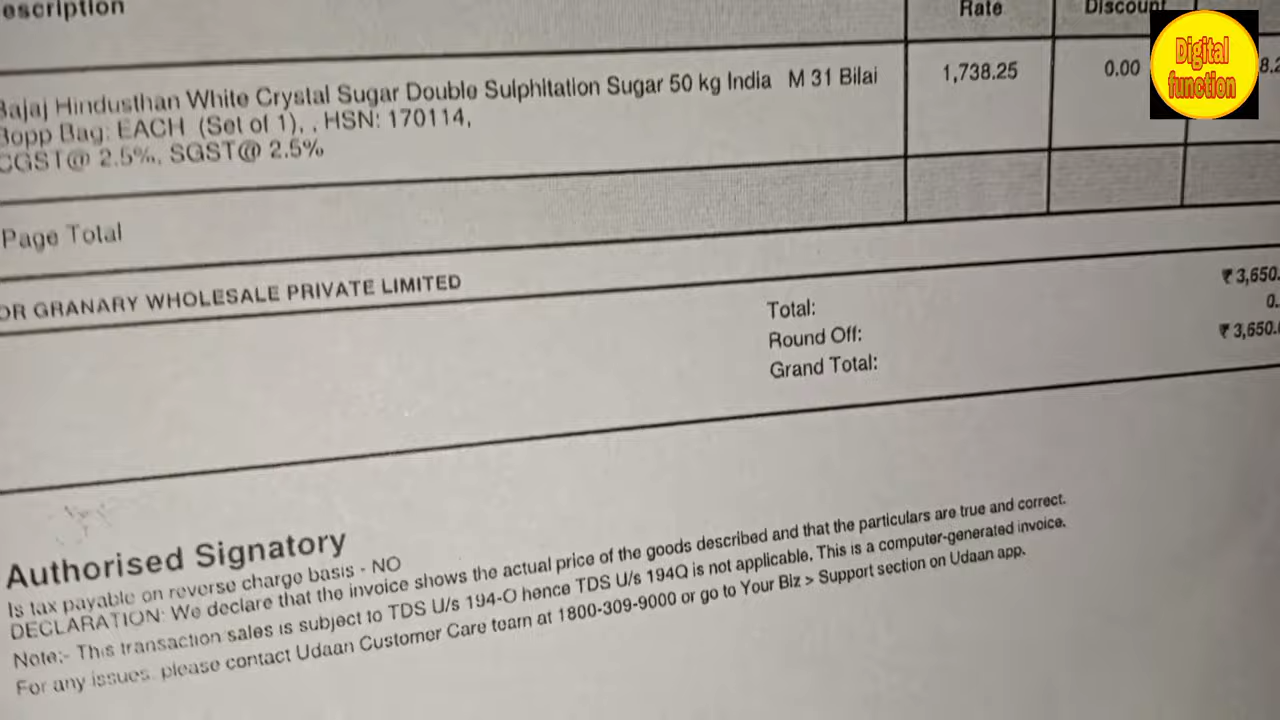 escription Rate Discount
Bajaj Hindusthan White Crystal Sugar Double Sulphitation Sugar 50 kg India M 31 Bilai 1,738.25 0.00 8.2
Bopp Bag: EACH (Set of 1), , HSN: 170114,
CGST@ 2.5%, SGST@ 2.5%
Page Total
OR GRANARY WHOLESALE PRIVATE LIMITED
Total: ₹ 3,650.
Round Off: 0.
Grand Total: ₹ 3,650.
Authorised Signatory
Is tax payable on reverse charge basis - NO
DECLARATION: We declare that the invoice shows the actual price of the goods described and that the particulars are true and correct.
Note:- This transaction sales is subject to TDS U/s 194-O hence TDS U/s 194Q is not applicable. This is a computer-generated invoice.
For any issues, please contact Udaan Customer Care team at 1800-309-9000 or go to Your Biz > Support section on Udaan app.
Digital
function